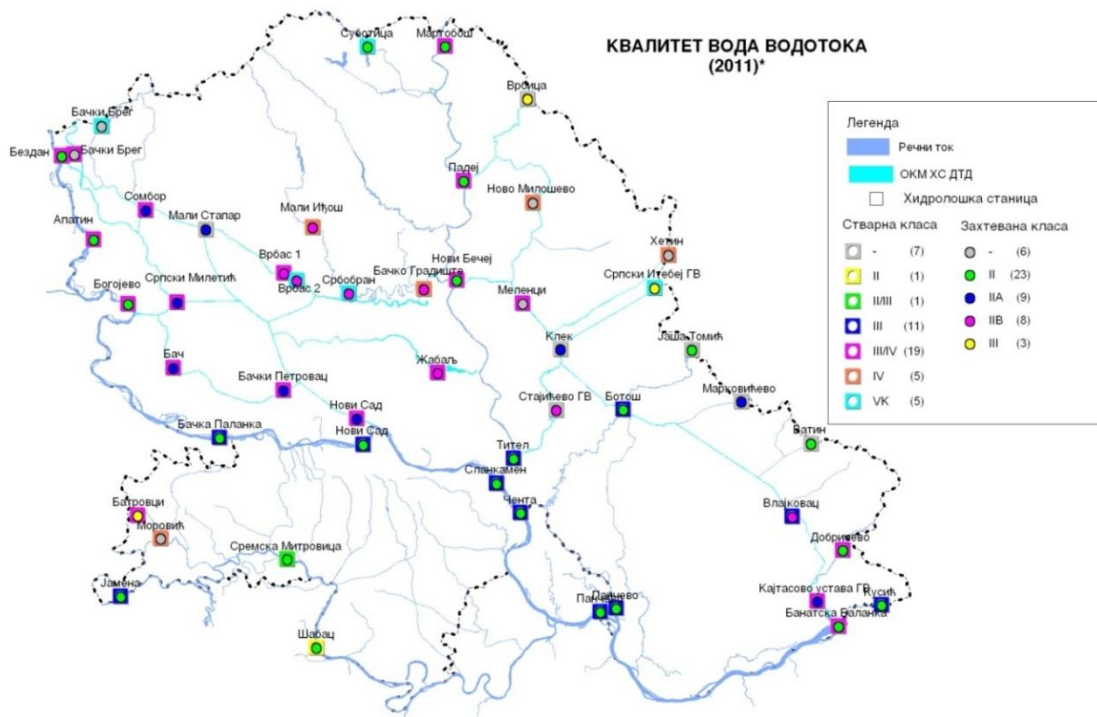 КВАЛИТЕТ ВОДА ВОДОТОКА
(2011)*
Суботица
Мартобош
Врбица
Бачки Брег
Бездан
Бачки Брег
Падеј
Ново Милошево
Сомбор
Мали Стапар
Мали Иђош
Апатин
Хетин
Врбас 1
Бачко Градиште
Нови Бечеј
Српски Итебеј ГВ
Богојево
Српски Милетић
Врбас 2
Србобран
Меленци
Клек
Јаша Томић
Бач
Жабаљ
Бачки Петровац
Стајићево ГВ
Ботош
Марковићево
Нови Сад
Бачка Паланка
Нови Сад
Ватин
Тител
Сланкамен
Чента
Батровци
Моровић
Влајковац
Сремска Митровица
Добричево
Јамена
Панчево
Кајтасово устава ГВ
Кусић
Банатска Паланка
Шабац
Легенда
Речни ток
ОКМ ХС ДТД
Хидролошка станица
Стварна класа
Захтевана класа
- (7)
- (6)
II (1)
II (23)
II/III (1)
IIA (9)
III (11)
IIB (8)
III/IV (19)
III (3)
IV (5)
VK (5)